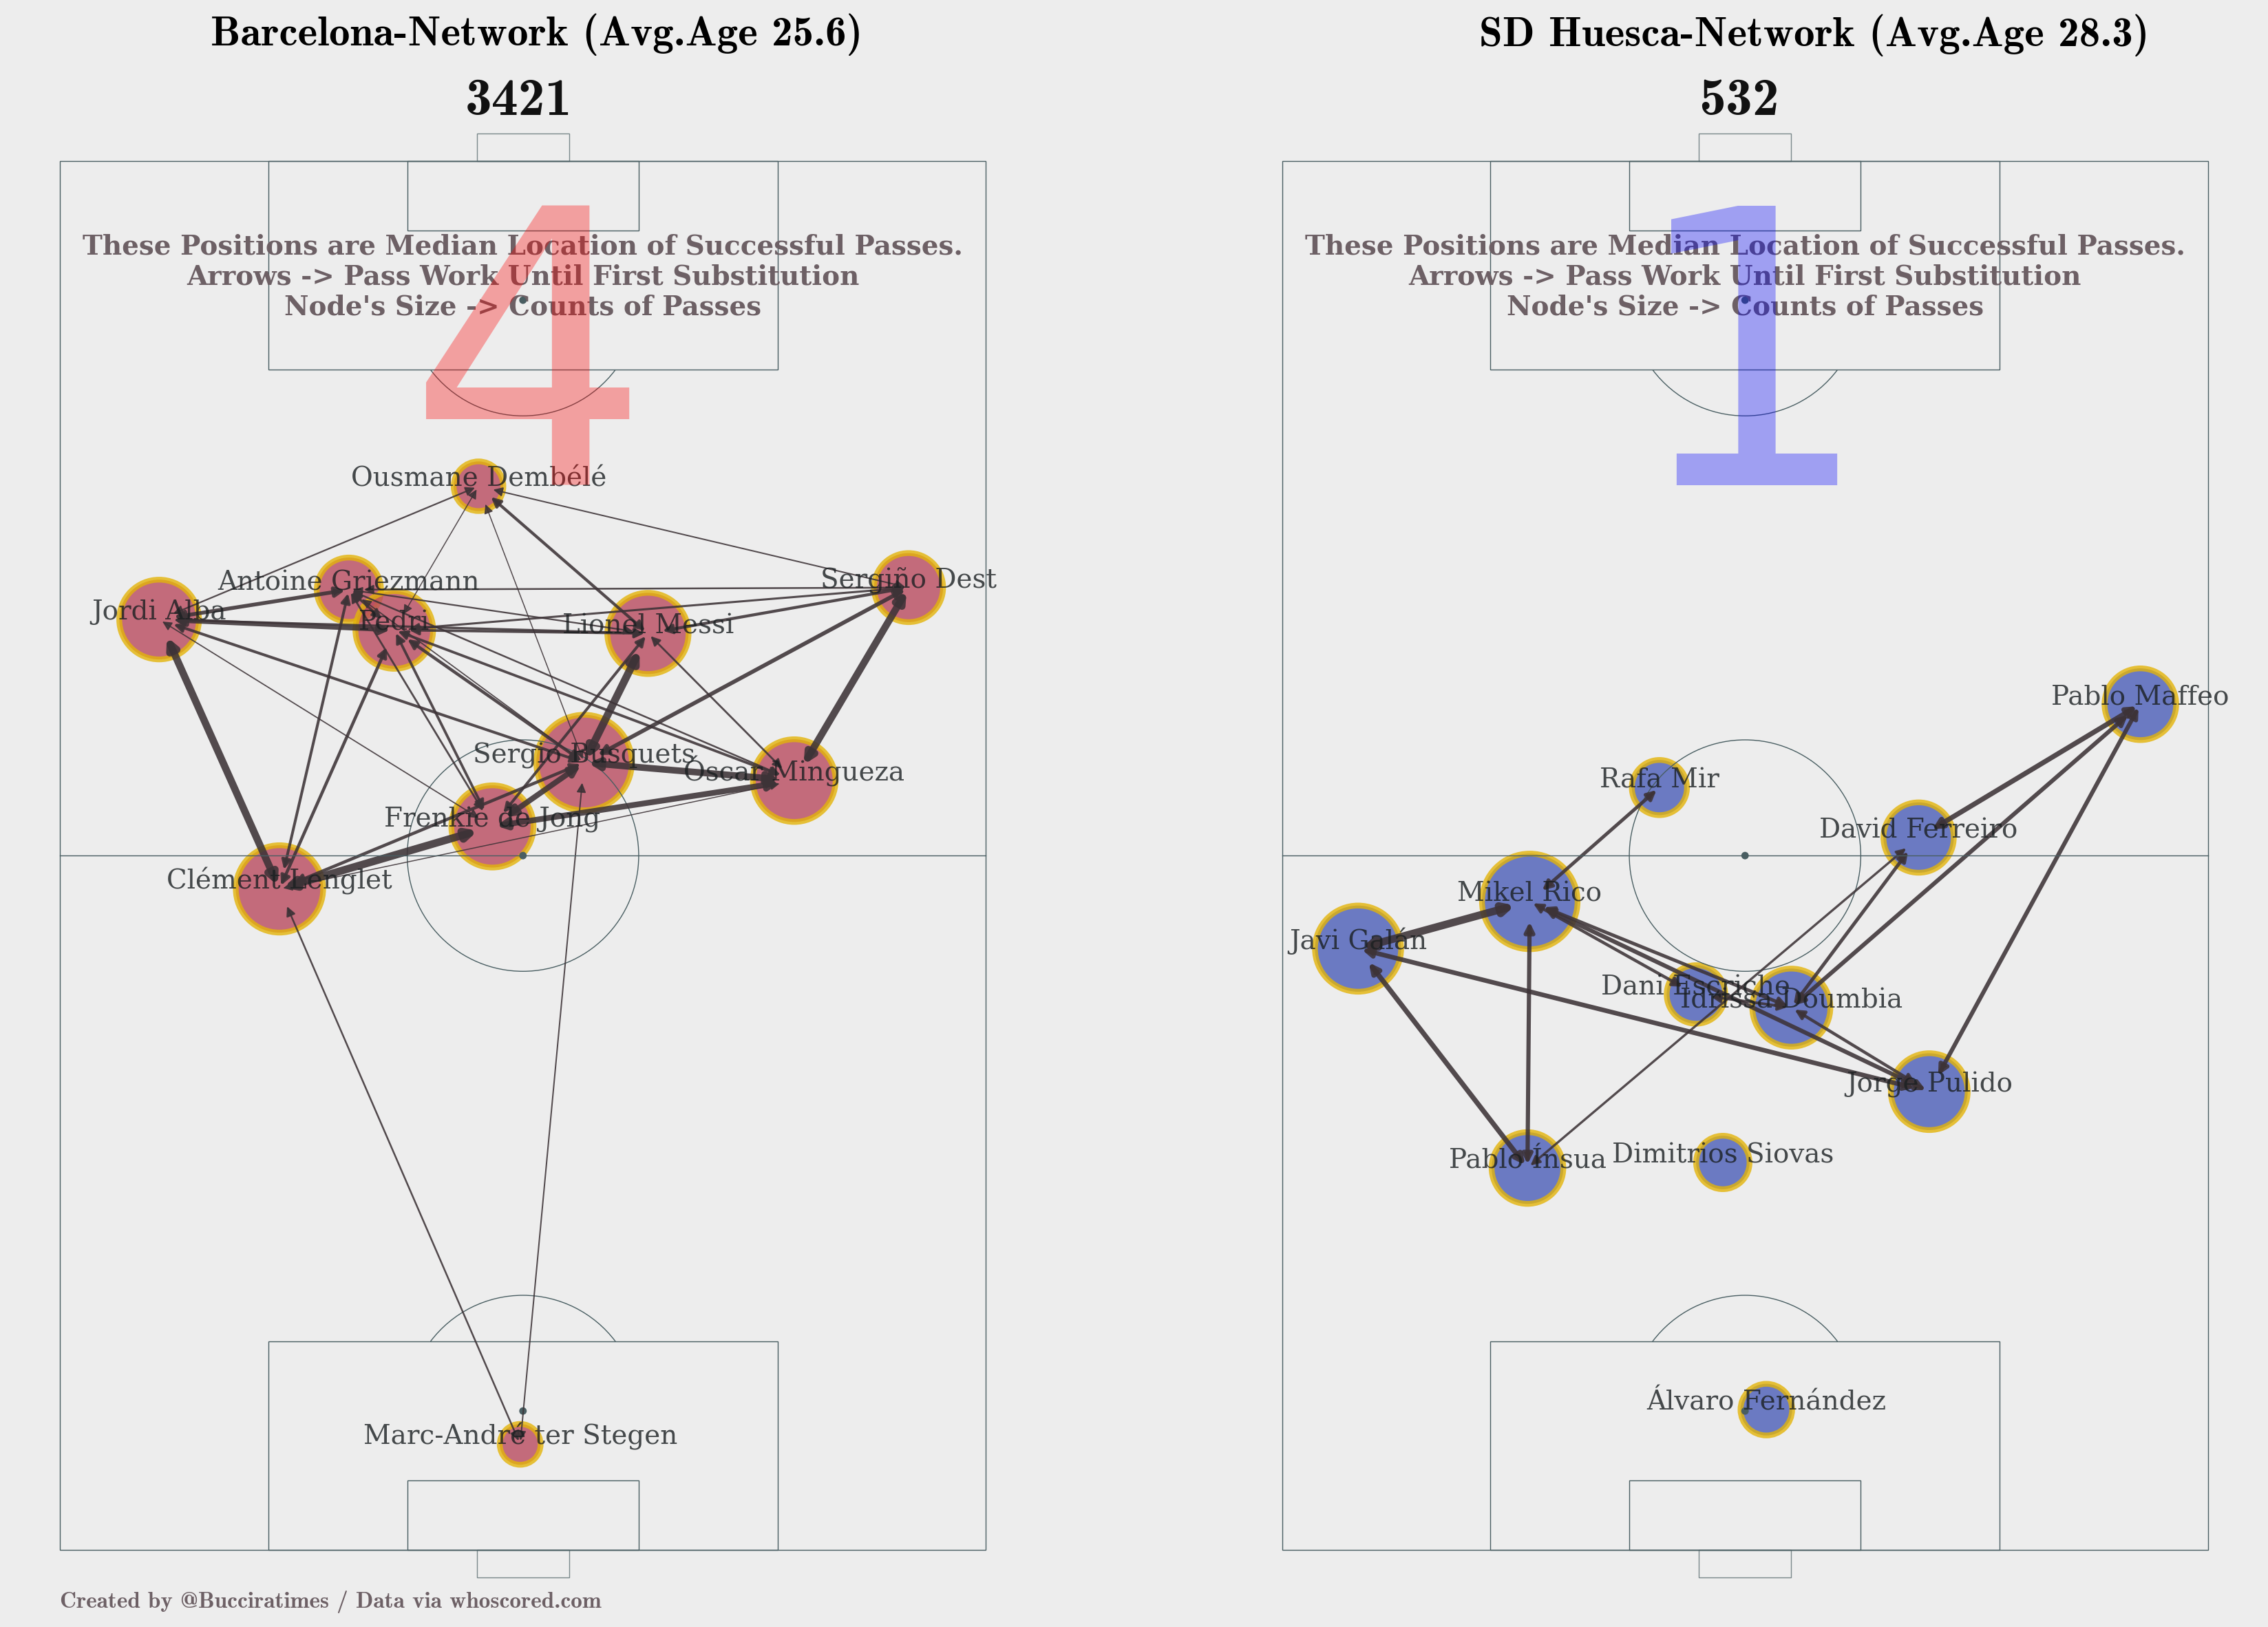 Barcelona-Network (Avg.Age 25.6)
3421
4
These Positions are Median Location of Successful Passes.
Arrows -> Pass Work Until First Substitution
Node's Size -> Counts of Passes
Ousmane Dembélé
Antoine Griezmann
Sergiño Dest
Jordi Alba
Pedri
Lionel Messi
Sergio Busquets
Óscar Mingueza
Frenkie de Jong
Clément Lenglet
Marc-André ter Stegen
SD Huesca-Network (Avg.Age 28.3)
532
1
These Positions are Median Location of Successful Passes.
Arrows -> Pass Work Until First Substitution
Node's Size -> Counts of Passes
Pablo Maffeo
Rafa Mir
David Ferreiro
Mikel Rico
Javi Galán
Dani Escriche
Idrissa Doumbia
Jorge Pulido
Pablo Ínsua
Dimitrios Siovas
Álvaro Fernández
Created by @Bucciratimes / Data via whoscored.com